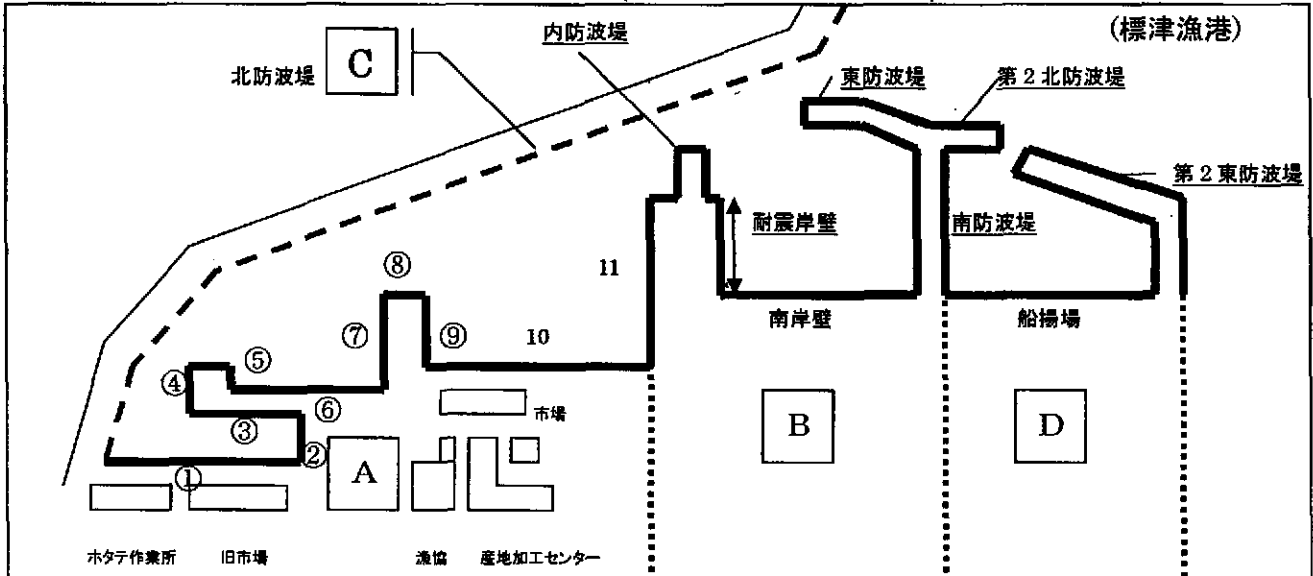 (標津漁港)
内防波堤
北防波堤
C
東防波堤
第2北防波堤
第2東防波堤
耐震岸壁
南防波堤
⑧
11
⑦
⑨
10
南岸壁
船揚場
⑤
④
⑥
市場
③
②
①
A
B
D
ホタテ作業所
旧市場
漁協
産地加工センター